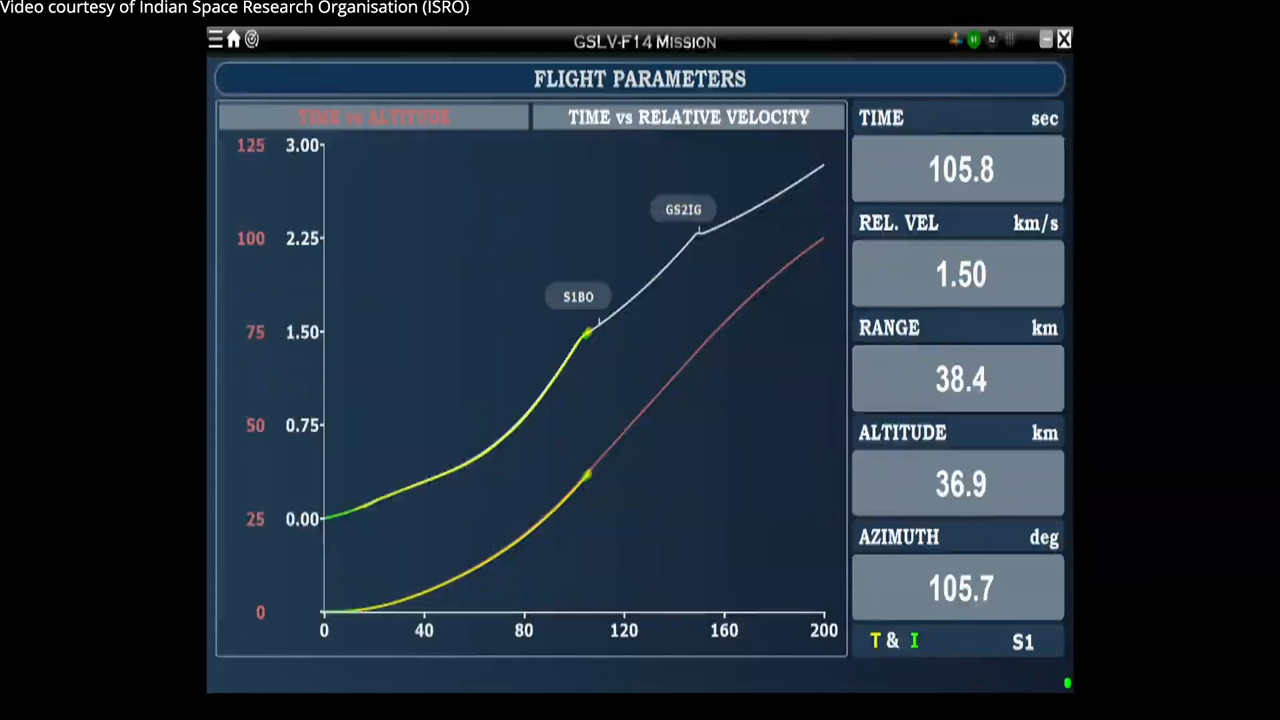 Video courtesy of Indian Space Research Organisation (ISRO)
GSLV-F14 MISSION
S1
S2
FLIGHT PARAMETERS
TIME vs ALTITUDE
TIME vs RELATIVE VELOCITY
125 3.00
100 2.25
75 1.50
50 0.75
25 0.00
0
0 40 80 120 160 200
GS2IG
S1BO
TIME sec
105.8
REL. VEL km/s
1.50
RANGE km
38.4
ALTITUDE km
36.9
AZIMUTH deg
105.7
T & I S1